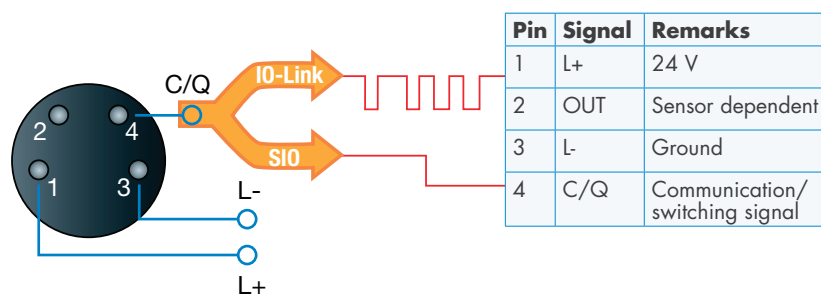 C/Q
IO-Link
SIO
2
4
1
3
L-
L+
Pin Signal Remarks
1 L+ 24 V
2 OUT Sensor dependent
3 L- Ground
4 C/Q Communication/
switching signal